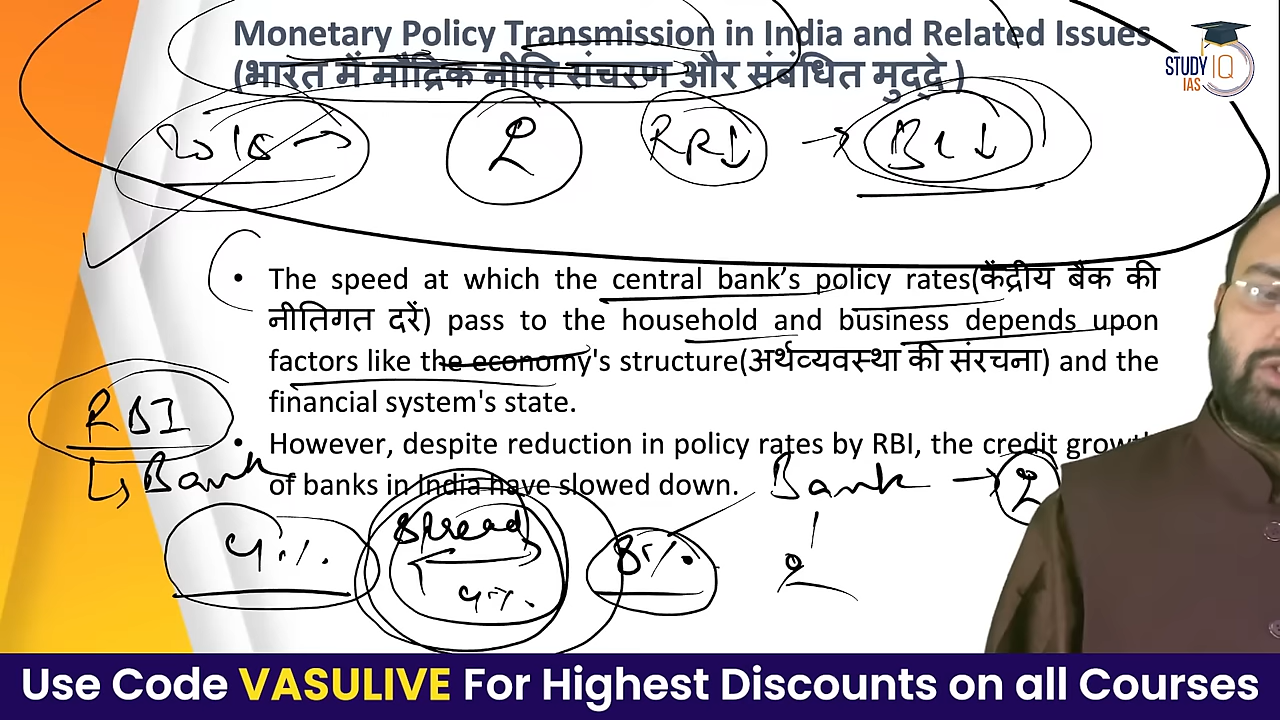 Monetary Policy Transmission in India and Related Issues
(भारत में मौद्रिक नीति संचरण और संबंधित मुद्दे )
STUDY IQ
IAS
RR↓
• The speed at which the central bank's policy rates(केंद्रीय बैंक की
नीतिगत दरें) pass to the household and business depends upon
factors like the economy's structure(अर्थव्यवस्था की संरचना) and the
financial system's state.
RBI
• However, despite reduction in policy rates by RBI, the credit
of banks in India have slowed down.
Bank
Bank
Spread
4%
4%
8%
Use Code VASULIVE For Highest Discounts on all Courses